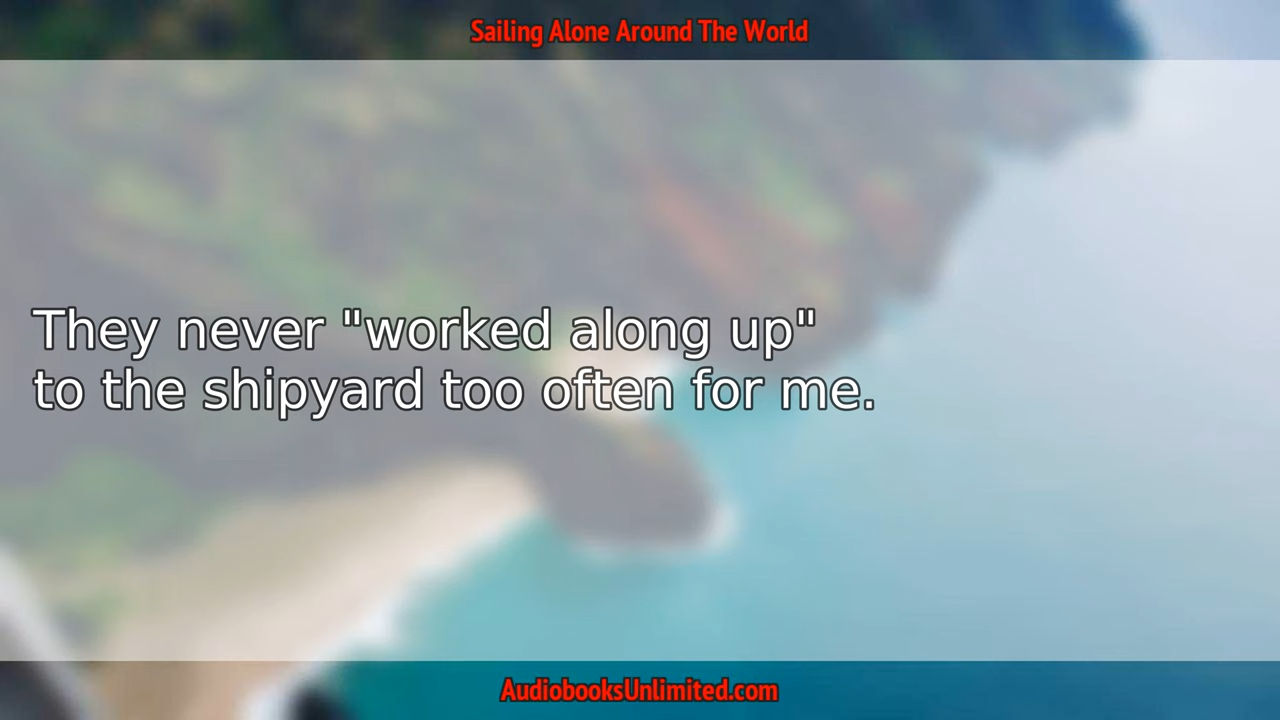 Sailing Alone Around The World
They never "worked along up"
to the shipyard too often for me.
AudiobooksUnlimited.com